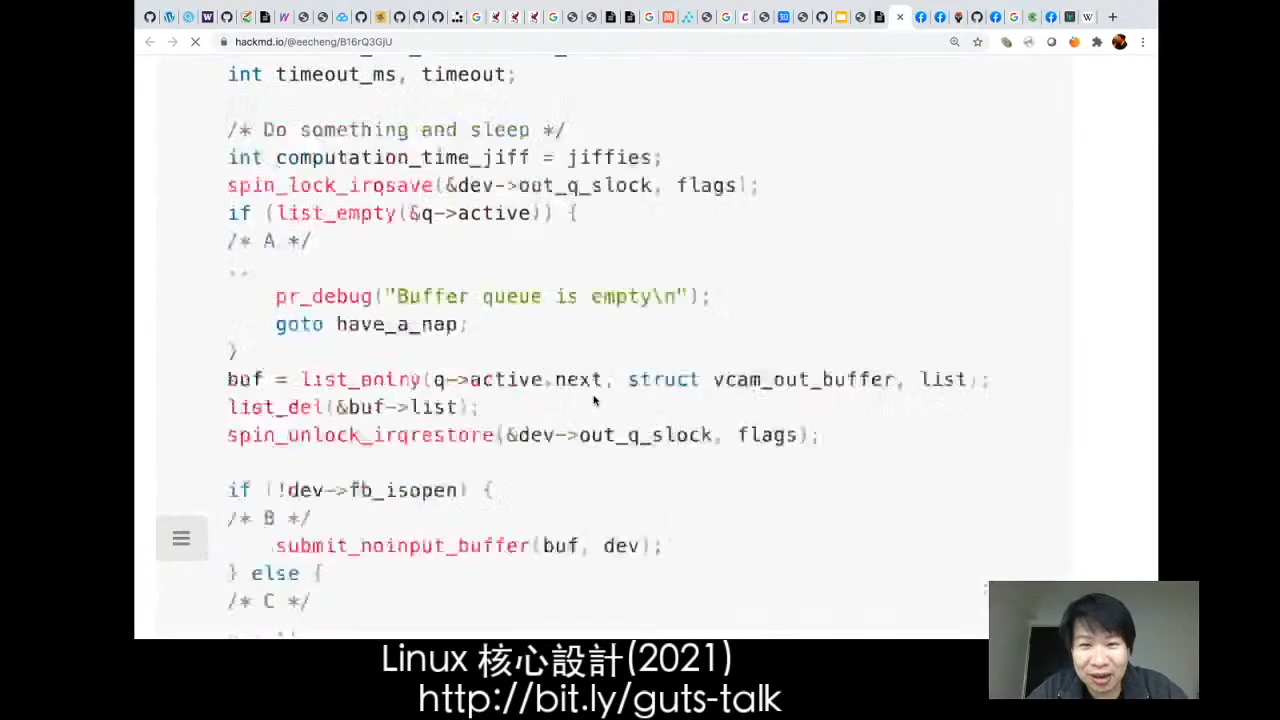 hackmd.io/@eecheng/B16rQ3GjU
int timeout_ms, timeout;
/* Do something and sleep */
int computation_time_jiff = jiffies;
spin_lock_irqsave(&dev->out_q_slock, flags);
if (list_empty(&q->active)) {
/* A */
pr_debug("Buffer queue is empty\n");
goto have_a_nap;
}
buf = list_entry(q->active.next, struct vcam_out_buffer, list);
list_del(&buf->list);
spin_unlock_irqrestore(&dev->out_q_slock, flags);
if (!dev->fb_isopen) {
/* B */
submit_noinput_buffer(buf, dev);
} else {
/* C */
Linux 核心設計(2021)
http://bit.ly/guts-talk